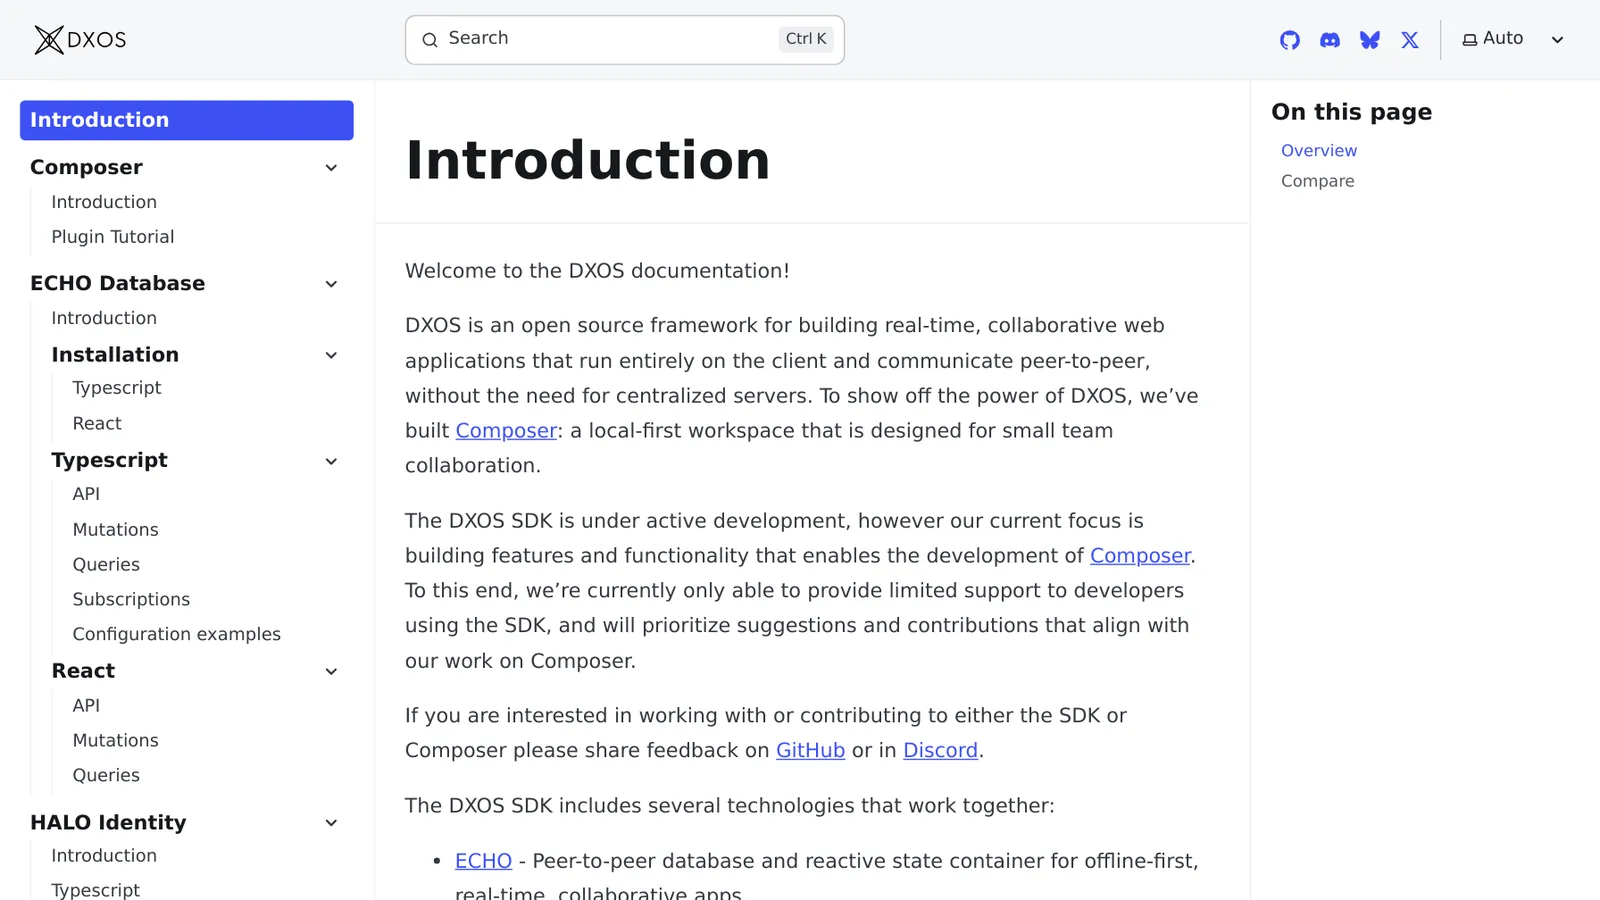 DXOS
Search
Ctrl K
Auto
Introduction
Composer
Introduction
Plugin Tutorial
ECHO Database
Introduction
Installation
Typescript
React
Typescript
API
Mutations
Queries
Subscriptions
Configuration examples
React
API
Mutations
Queries
HALO Identity
Introduction
Typescript
Introduction
Welcome to the DXOS documentation!
DXOS is an open source framework for building real-time, collaborative web
applications that run entirely on the client and communicate peer-to-peer,
without the need for centralized servers. To show off the power of DXOS, we’ve
built Composer: a local-first workspace that is designed for small team
collaboration.
The DXOS SDK is under active development, however our current focus is
building features and functionality that enables the development of Composer.
To this end, we’re currently only able to provide limited support to developers
using the SDK, and will prioritize suggestions and contributions that align with
our work on Composer.
If you are interested in working with or contributing to either the SDK or
Composer please share feedback on GitHub or in Discord.
The DXOS SDK includes several technologies that work together:
• ECHO - Peer-to-peer database and reactive state container for offline-first,
real-time, collaborative apps
On this page
Overview
Compare